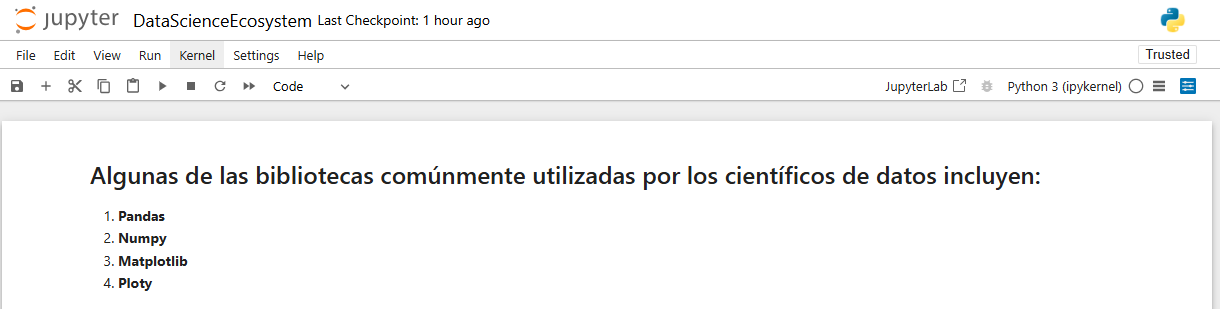 jupyter DataScienceEcosystem Last Checkpoint: 1 hour ago
File Edit View Run Kernel Settings Help Trusted
Code JupyterLab Python 3 (ipykernel)
Algunas de las bibliotecas comúnmente utilizadas por los científicos de datos incluyen:
1. Pandas
2. Numpy
3. Matplotlib
4. Ploty